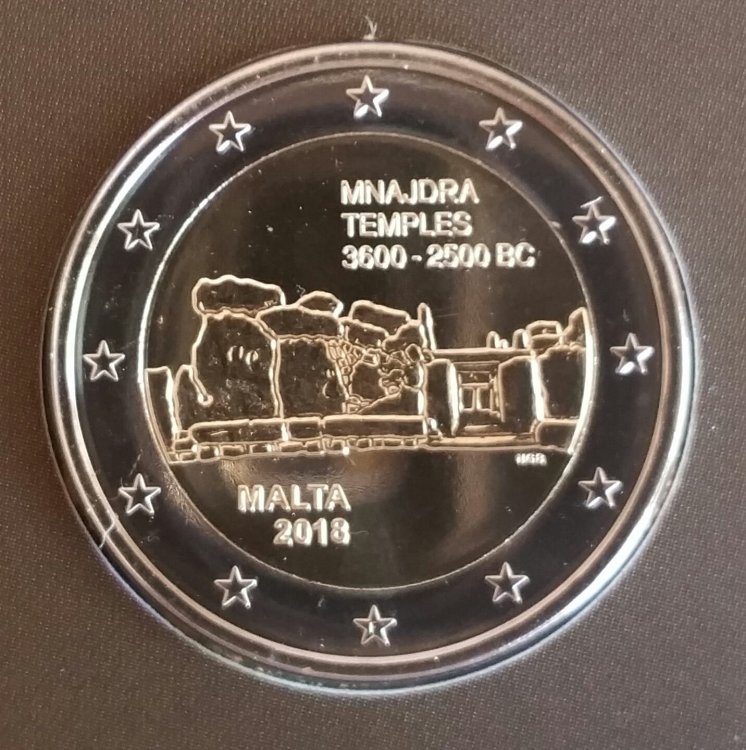 MNAJDRA
TEMPLES
3600 - 2500 BC
MALTA
2018